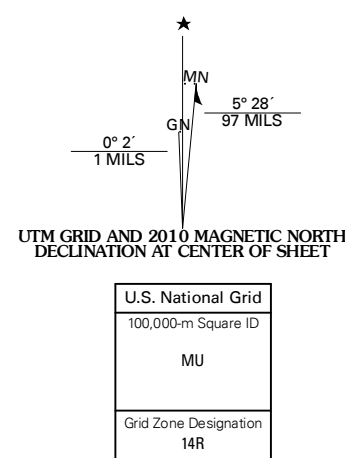 ★
MN
5° 28´
97 MILS
GN
0° 2´
1 MILS
UTM GRID AND 2010 MAGNETIC NORTH
DECLINATION AT CENTER OF SHEET
U.S. National Grid
100,000-m Square ID
MU
Grid Zone Designation
14R